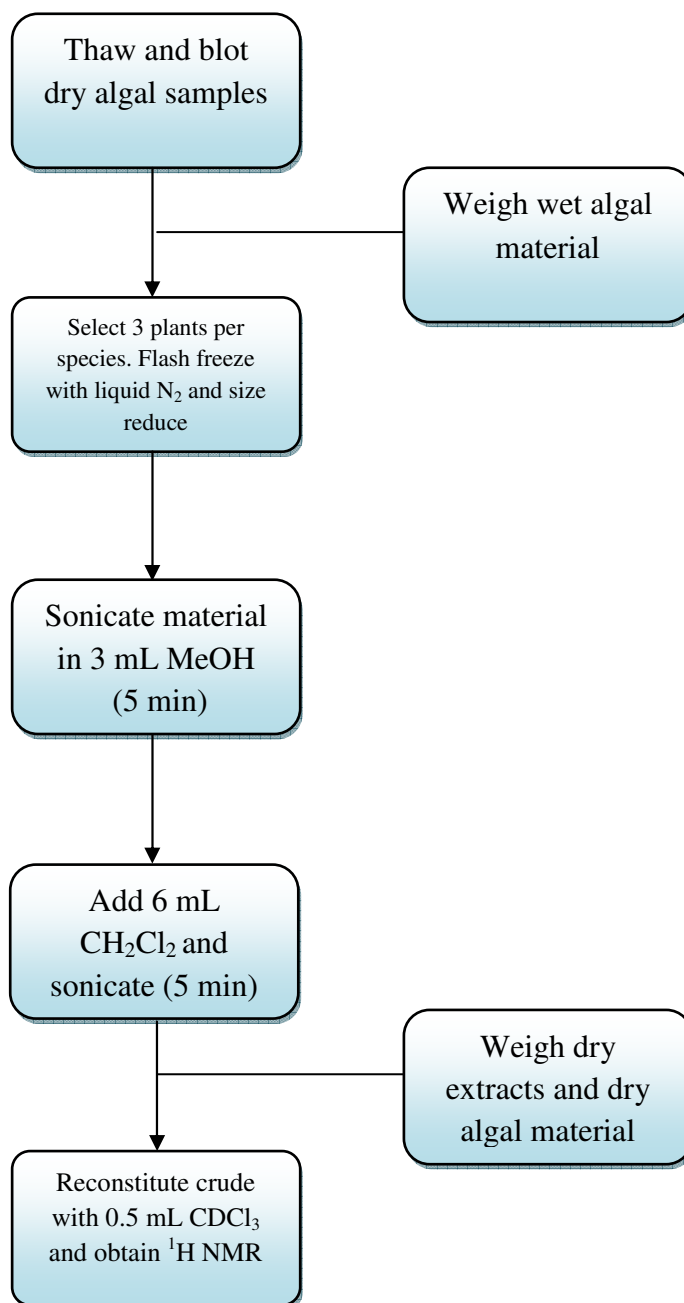 Thaw and blot
dry algal samples
Weigh wet algal
material
Select 3 plants per
species. Flash freeze
with liquid N₂ and size
reduce
Sonicate material
in 3 mL MeOH
(5 min)
Add 6 mL
CH₂Cl₂ and
sonicate (5 min)
Weigh dry
extracts and dry
algal material
Reconstitute crude
with 0.5 mL CDCl₃
and obtain ¹H NMR